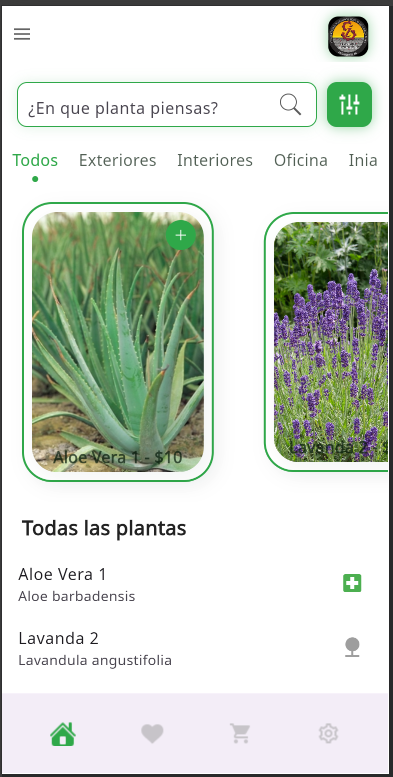 ¿En que planta piensas?
Todos Exteriores Interiores Oficina Inia
Aloe Vera 1 - $10
Lavanda 2 - $
Todas las plantas
Aloe Vera 1
Aloe barbadensis
Lavanda 2
Lavandula angustifolia